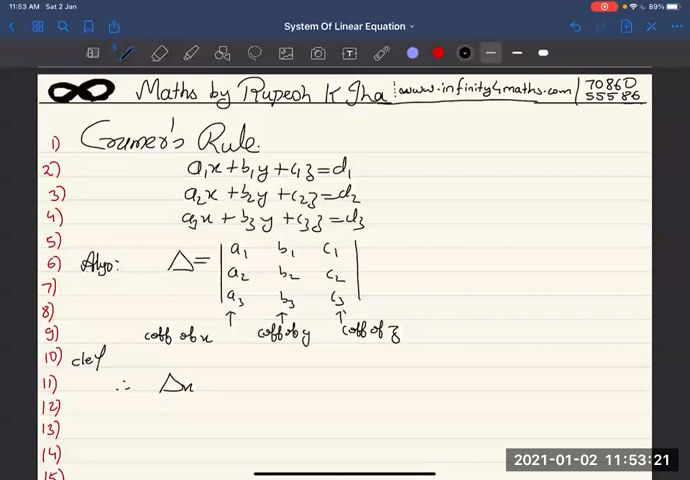 11:53 AM Sat 2 Jan
89%
System Of Linear Equation
Maths by Rupesh K Jha www.infinity4maths.com 70860 55586
1) Cramer's Rule.
2) a₁x + b₁y + c₁z = d₁
3) a₂x + b₂y + c₂z = d₂
4) a₃x + b₃y + c₃z = d₃
5) a₁ b₁ c₁
6) Algo: Δ = a₂ b₂ c₂
7) a₃ b₃ c₃
8) ↑ ↑ ↑
9) coff of x coff of y coff of z
10)
11) ∴ Δx
12)
13)
14)
15)
2021-01-02 11:53:21